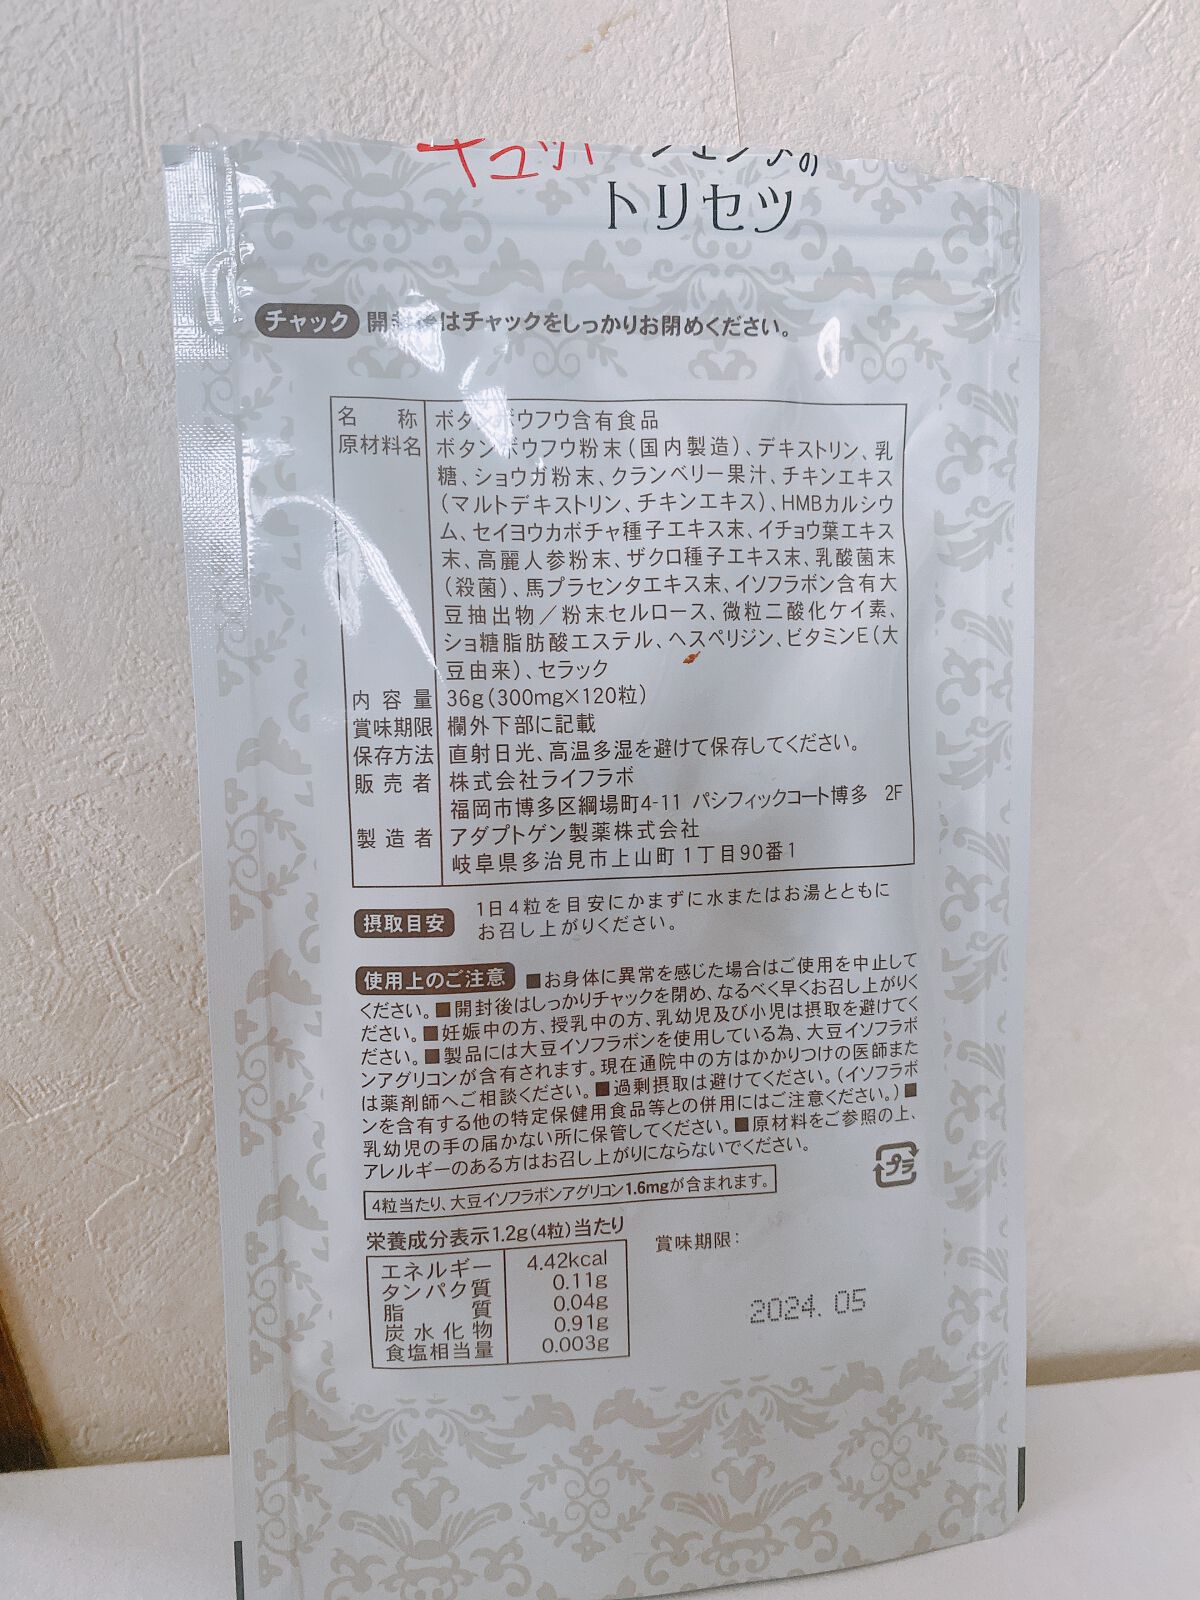 トリセツ
チャック 開封後はチャックをしっかりお閉めください。
名称 ボタンボウフウ含有食品
原材料名 ボタンボウフウ粉末(国内製造)、デキストリン、乳
糖、ショウガ粉末、クランベリー果汁、チキンエキス
(マルトデキストリン、チキンエキス)、HMBカルシウ
ム、セイヨウカボチャ種子エキス末、イチョウ葉エキス
末、高麗人参粉末、ザクロ種子エキス末、乳酸菌末
(殺菌)、馬プラセンタエキス末、イソフラボン含有大
豆抽出物/粉末セルロース、微粒二酸化ケイ素、
ショ糖脂肪酸エステル、ヘスペリジン、ビタミンE(大
豆由来)、セラック
内容量 36g(300mg×120粒)
賞味期限 欄外下部に記載
保存方法 直射日光、高温多湿を避けて保存してください。
販売者 株式会社ライフラボ
福岡市博多区綱場町4-11 パシフィックコート博多 2F
製造者 アダプトゲン製薬株式会社
岐阜県多治見市上山町1丁目90番1
摂取目安 1日4粒を目安にかまずに水またはお湯とともに
お召し上がりください。
使用上のご注意 ■お身体に異常を感じた場合はご使用を中止して
ください。■開封後はしっかりチャックを閉め、なるべく早くお召し上がりく
ださい。■妊娠中の方、授乳中の方、乳幼児及び小児は摂取を避けてく
ださい。■製品には大豆イソフラボンを使用している為、大豆イソフラボ
ンアグリコンが含有されます。現在通院中の方はかかりつけの医師また
は薬剤師へご相談ください。■過剰摂取は避けてください。(イソフラボ
ンを含有する他の特定保健用食品等との併用にはご注意ください。)■
乳幼児の手の届かない所に保管してください。■原材料をご参照の上、
アレルギーのある方はお召し上がりにならないでください。
プラ
4粒当たり、大豆イソフラボンアグリコン1.6mgが含まれます。
栄養成分表示1.2g(4粒)当たり
エネルギー 4.42kcal
タンパク質 0.11g
脂質 0.04g
炭水化物 0.91g
食塩相当量 0.003g
賞味期限:
2024.05